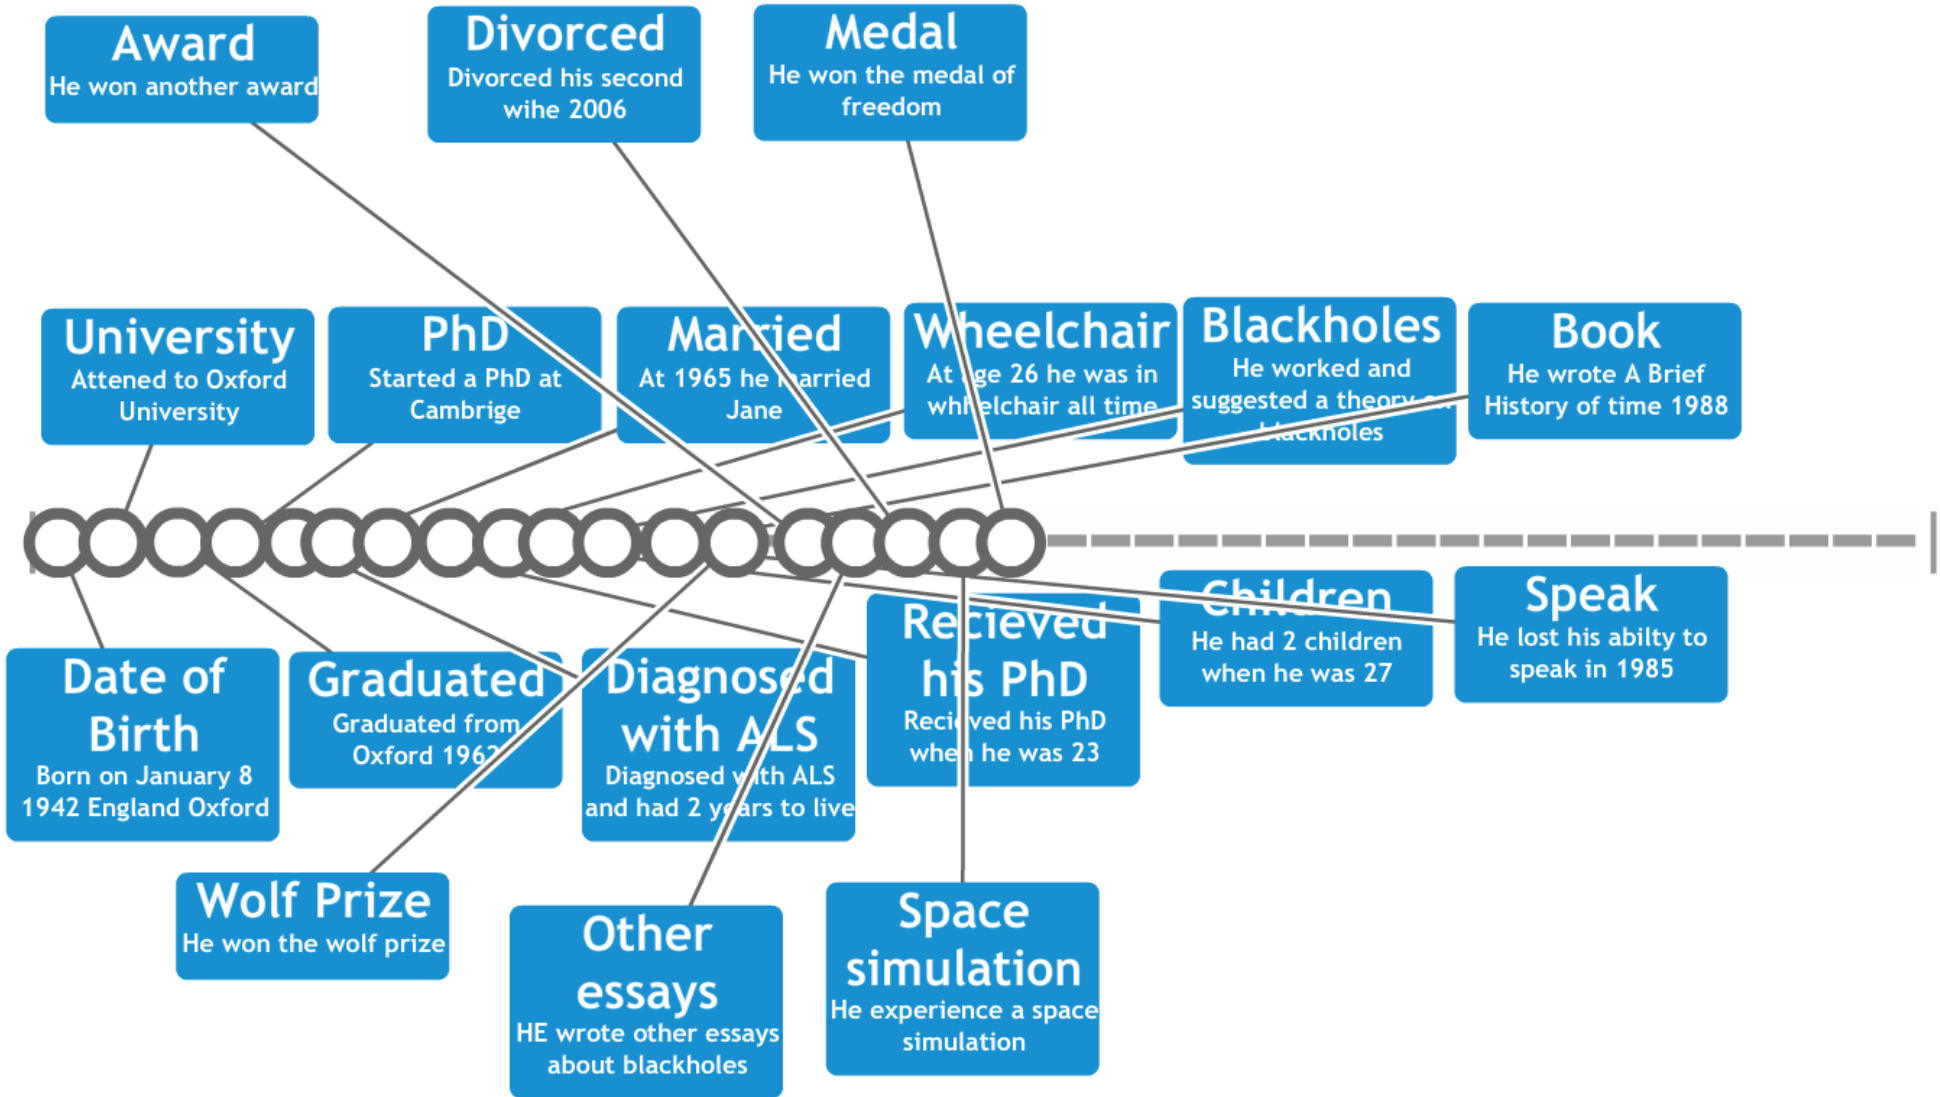 Award
He won another award
Divorced
Divorced his second
wihe 2006
Medal
He won the medal of
freedom
University
Attened to Oxford
University
PhD
Started a PhD at
Cambrige
Married
At 1965 he married
Jane
Wheelchair
At age 26 he was in
whhelchair all time
Blackholes
He worked and
suggested a theory on
blackholes
Book
He wrote A Brief
History of time 1988
Date of
Birth
Born on January 8
1942 England Oxford
Graduated
Graduated from
Oxford 1962
Diagnosed
with ALS
Diagnosed with ALS
and had 2 years to live
Recieved
his PhD
Recieved his PhD
when he was 23
Children
He had 2 children
when he was 27
Speak
He lost his abilty to
speak in 1985
Wolf Prize
He won the wolf prize
Other
essays
HE wrote other essays
about blackholes
Space
simulation
He experience a space
simulation